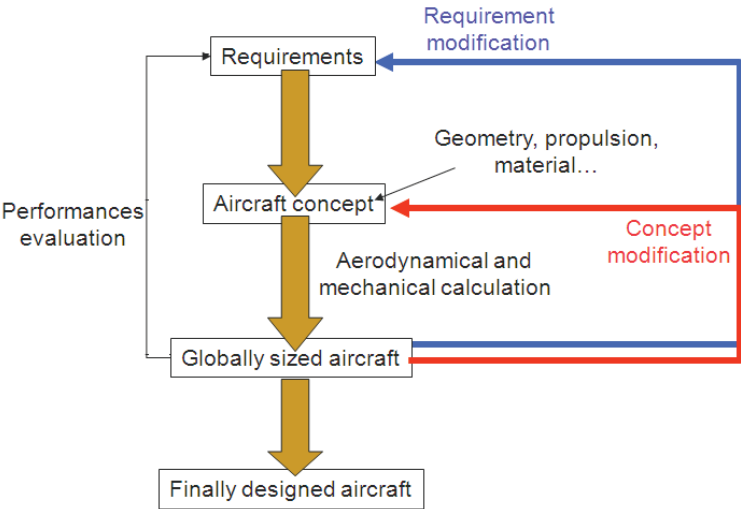 Requirement
modification
Requirements
Geometry, propulsion,
material…
Aircraft concept
Performances
evaluation
Concept
modification
Aerodynamical and
mechanical calculation
Globally sized aircraft
Finally designed aircraft